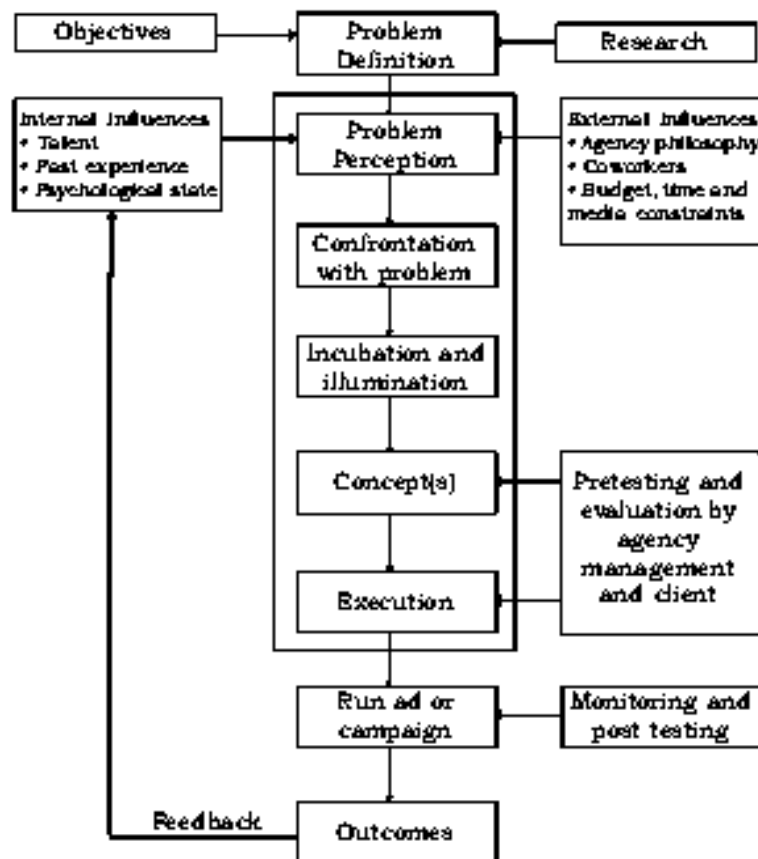 Objectives
Problem
Definition
Research
Internal Influences
• Talent
• Past experience
• Psychological state
Problem
Perception
External Influences
• Agency philosophy
• Coworkers
• Budget, time and
media constraints
Confrontation
with problem
Incubation and
illumination
Concept(s)
Pretesting and
evaluation by
agency
management
and client
Execution
Run ad or
campaign
Monitoring and
post testing
Feedback
Outcomes